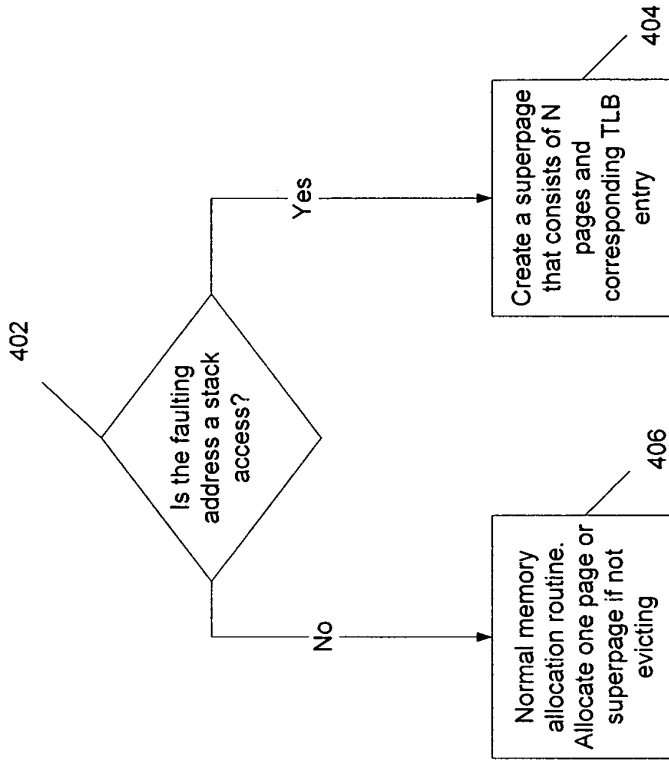 402
Is the faulting
address a stack
access?
No
Yes
406
Normal memory
allocation routine.
Allocate one page or
superpage if not
evicting
404
Create a superpage
that consists of N
pages and
corresponding TLB
entry